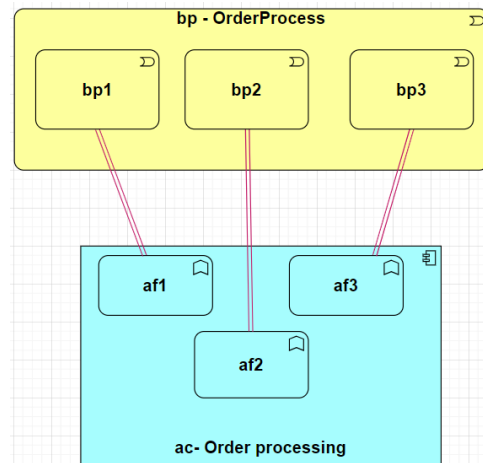 bp - OrderProcess
bp1
bp2
bp3
af1
af3
af2
ac- Order processing